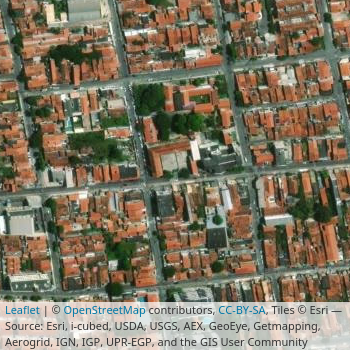 Leaflet | © OpenStreetMap contributors, CC-BY-SA, Tiles © Esri —
Source: Esri, i-cubed, USDA, USGS, AEX, GeoEye, Getmapping,
Aerogrid, IGN, IGP, UPR-EGP, and the GIS User Community